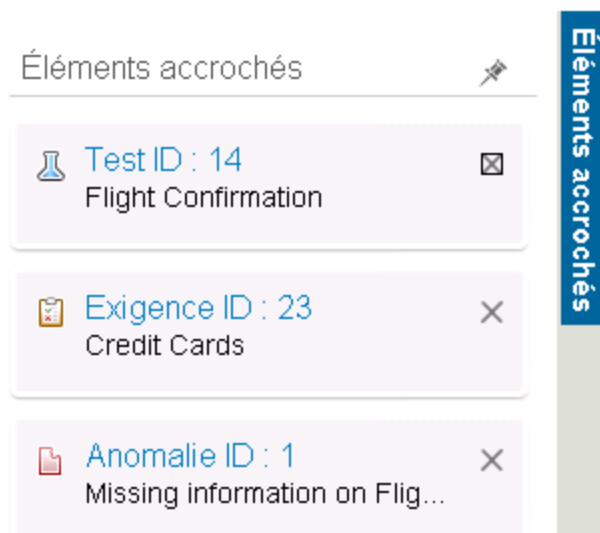 Éléments accrochés
Test ID : 14
Flight Confirmation
Exigence ID : 23
Credit Cards
Anomalie ID : 1
Missing information on Flig...
Éléments accrochés